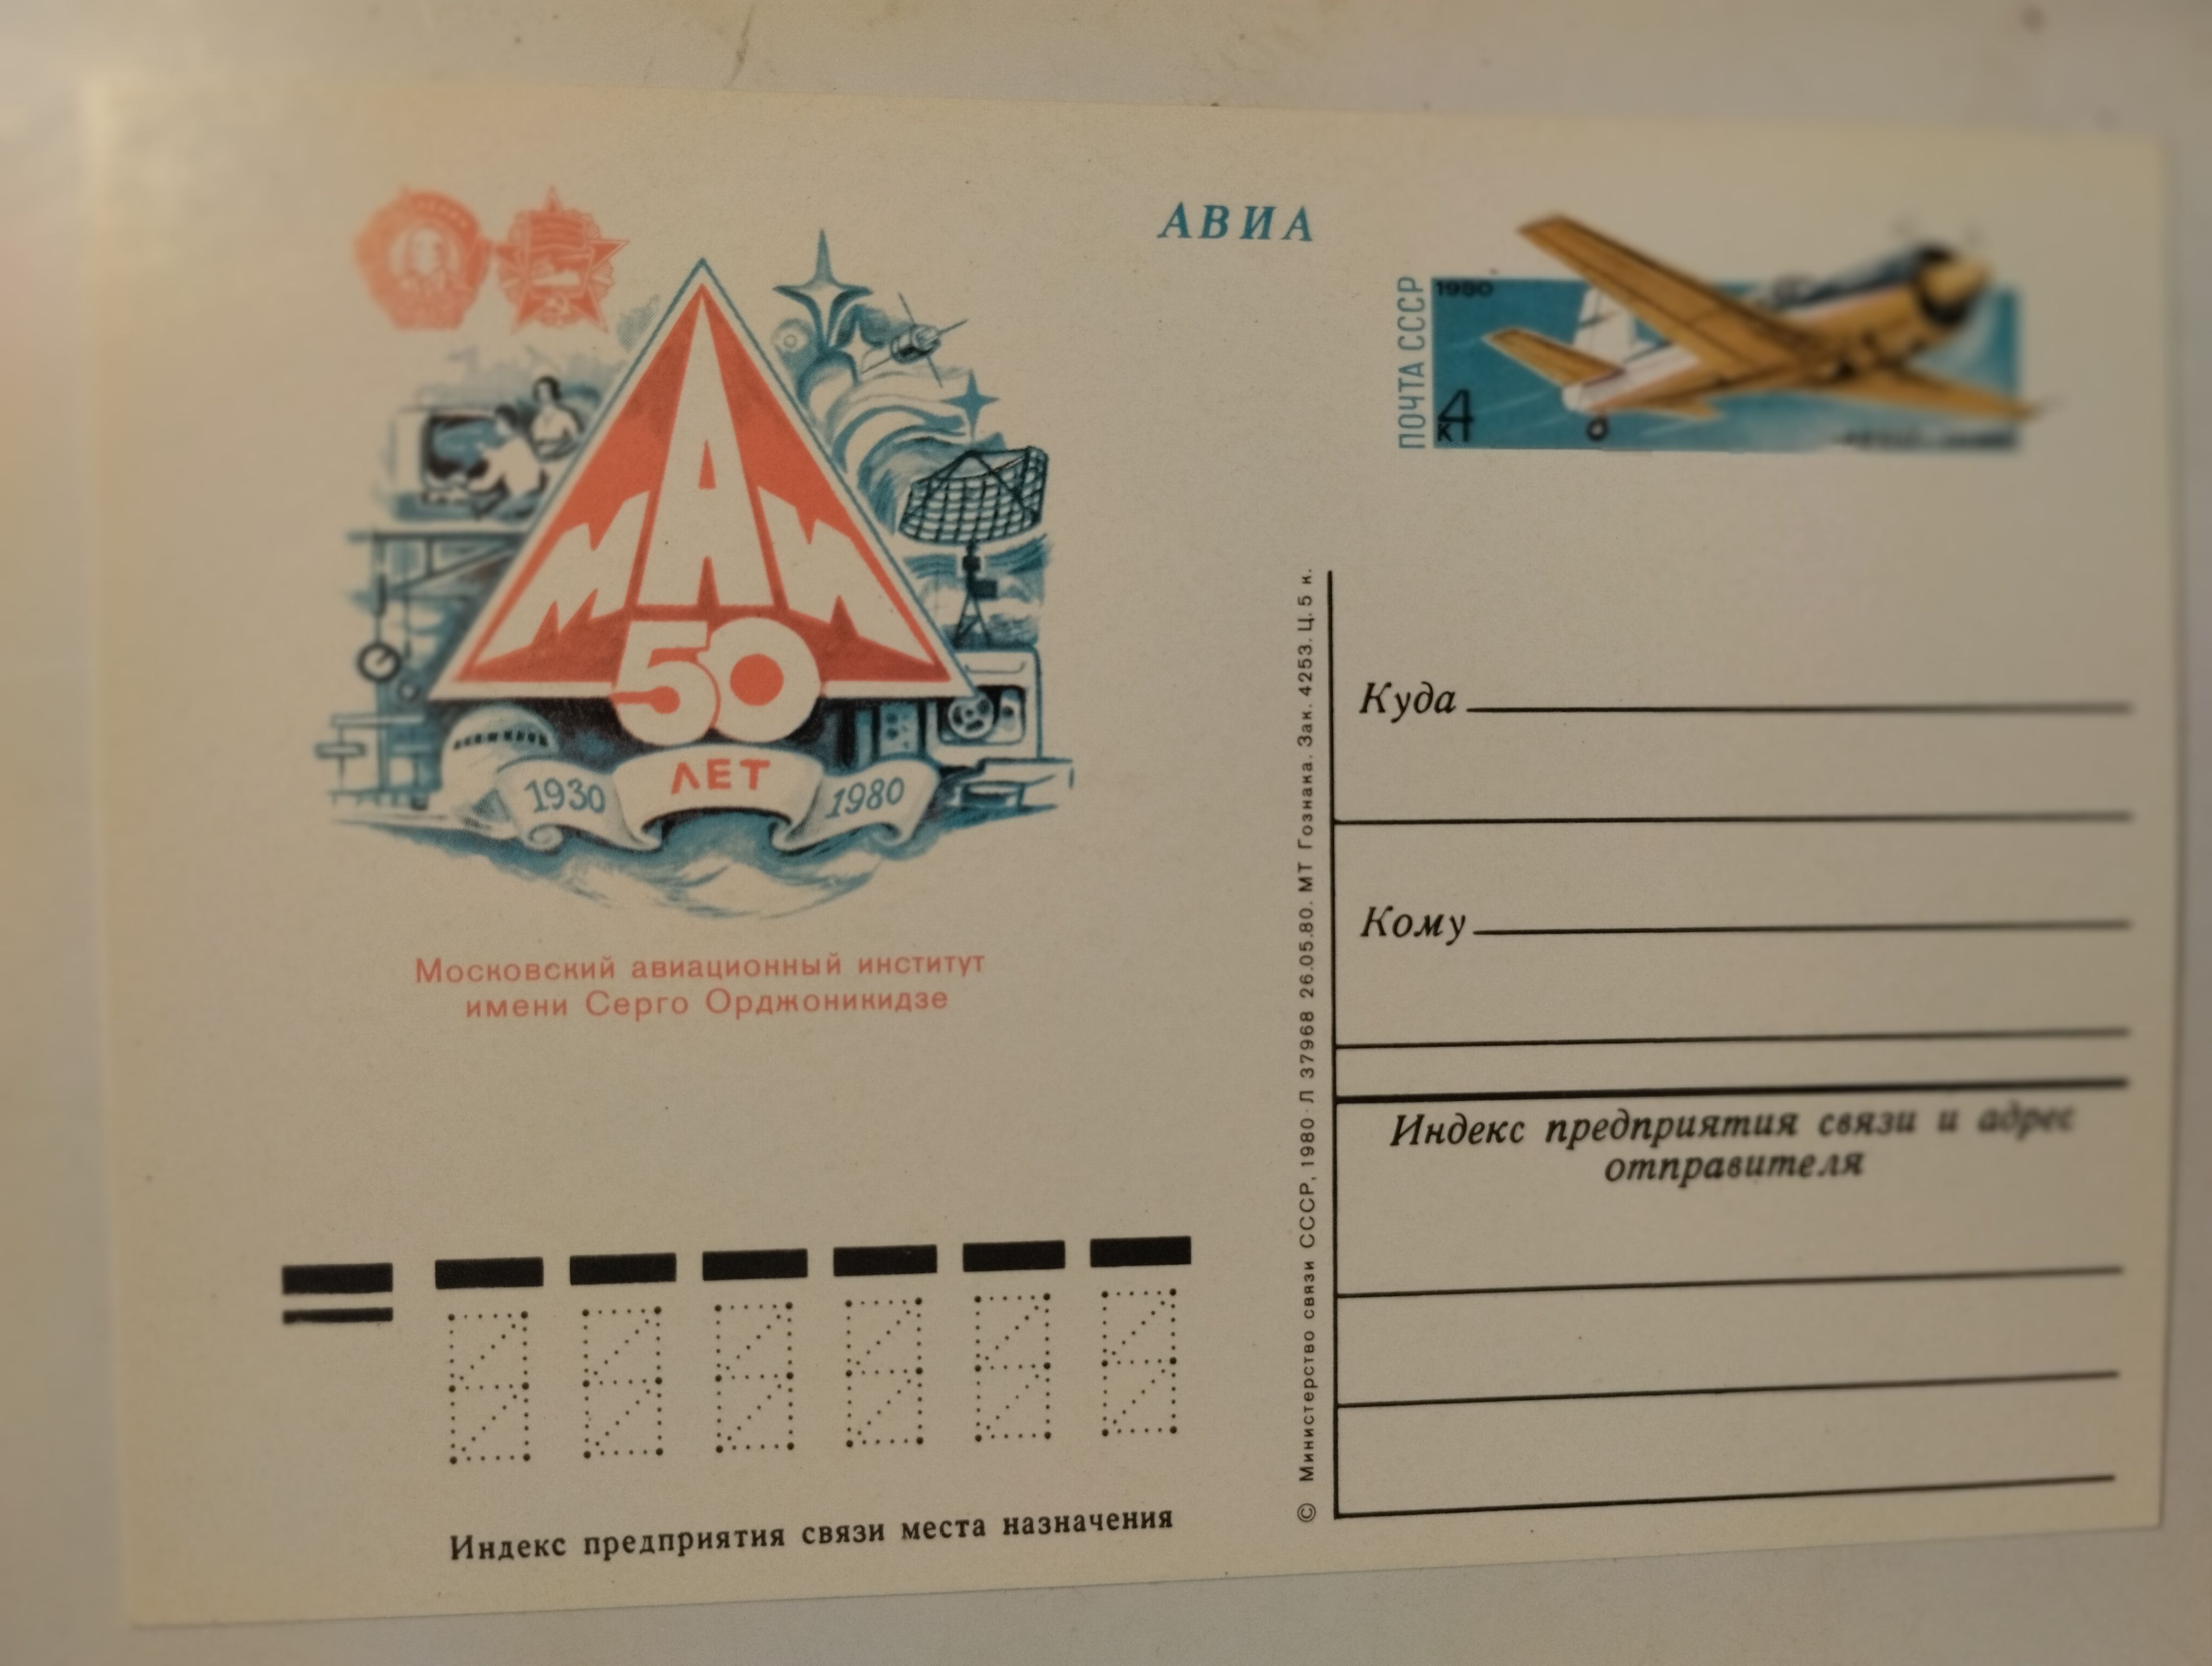 АВИА
ПОЧТА СССР
1980
4
К
МАИ
50
ЛЕТ
1930
1980
Московский авиационный институт
имени Серго Орджоникидзе
Куда
Кому
Индекс предприятия связи и адрес
отправителя
© Министерство связи СССР, 1980 Л 37968 26.05.80. МТ Гознака. Зак. 4253. Ц. 5 к.
Индекс предприятия связи места назначения